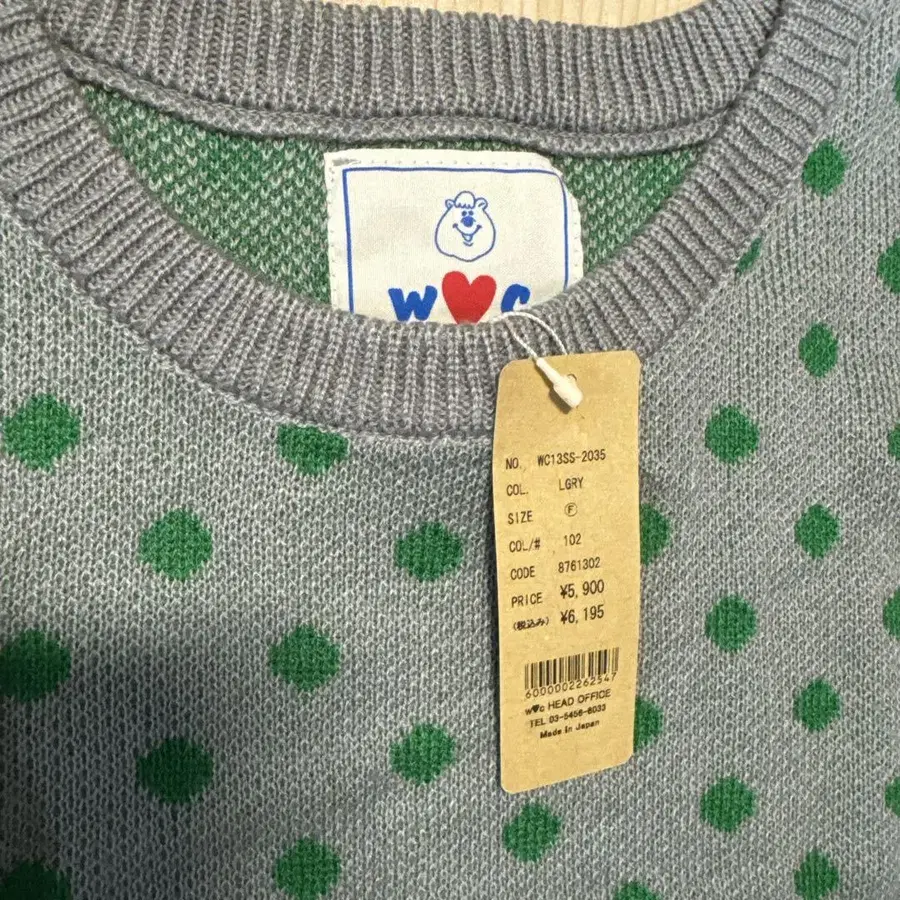 w♥c
NO. WC13SS-2035
COL. LGRY
SIZE Ⓕ
COL/# 102
CODE 8761302
PRICE ¥5,900
(税込み) ¥6,195
6000002262547
w♥c HEAD OFFICE
TEL 03-5456-6033
Made in Japan